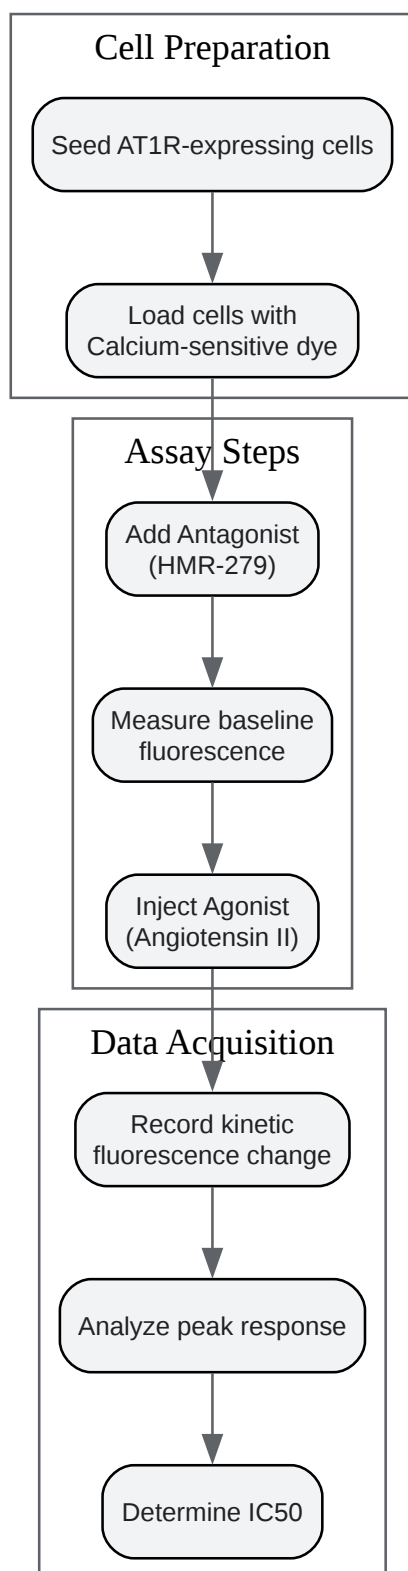 Cell Preparation
Seed AT1R-expressing cells
Load cells with
Calcium-sensitive dye
Assay Steps
Add Antagonist
(HMR-279)
Measure baseline
fluorescence
Inject Agonist
(Angiotensin II)
Data Acquisition
Record kinetic
fluorescence change
Analyze peak response
Determine IC50